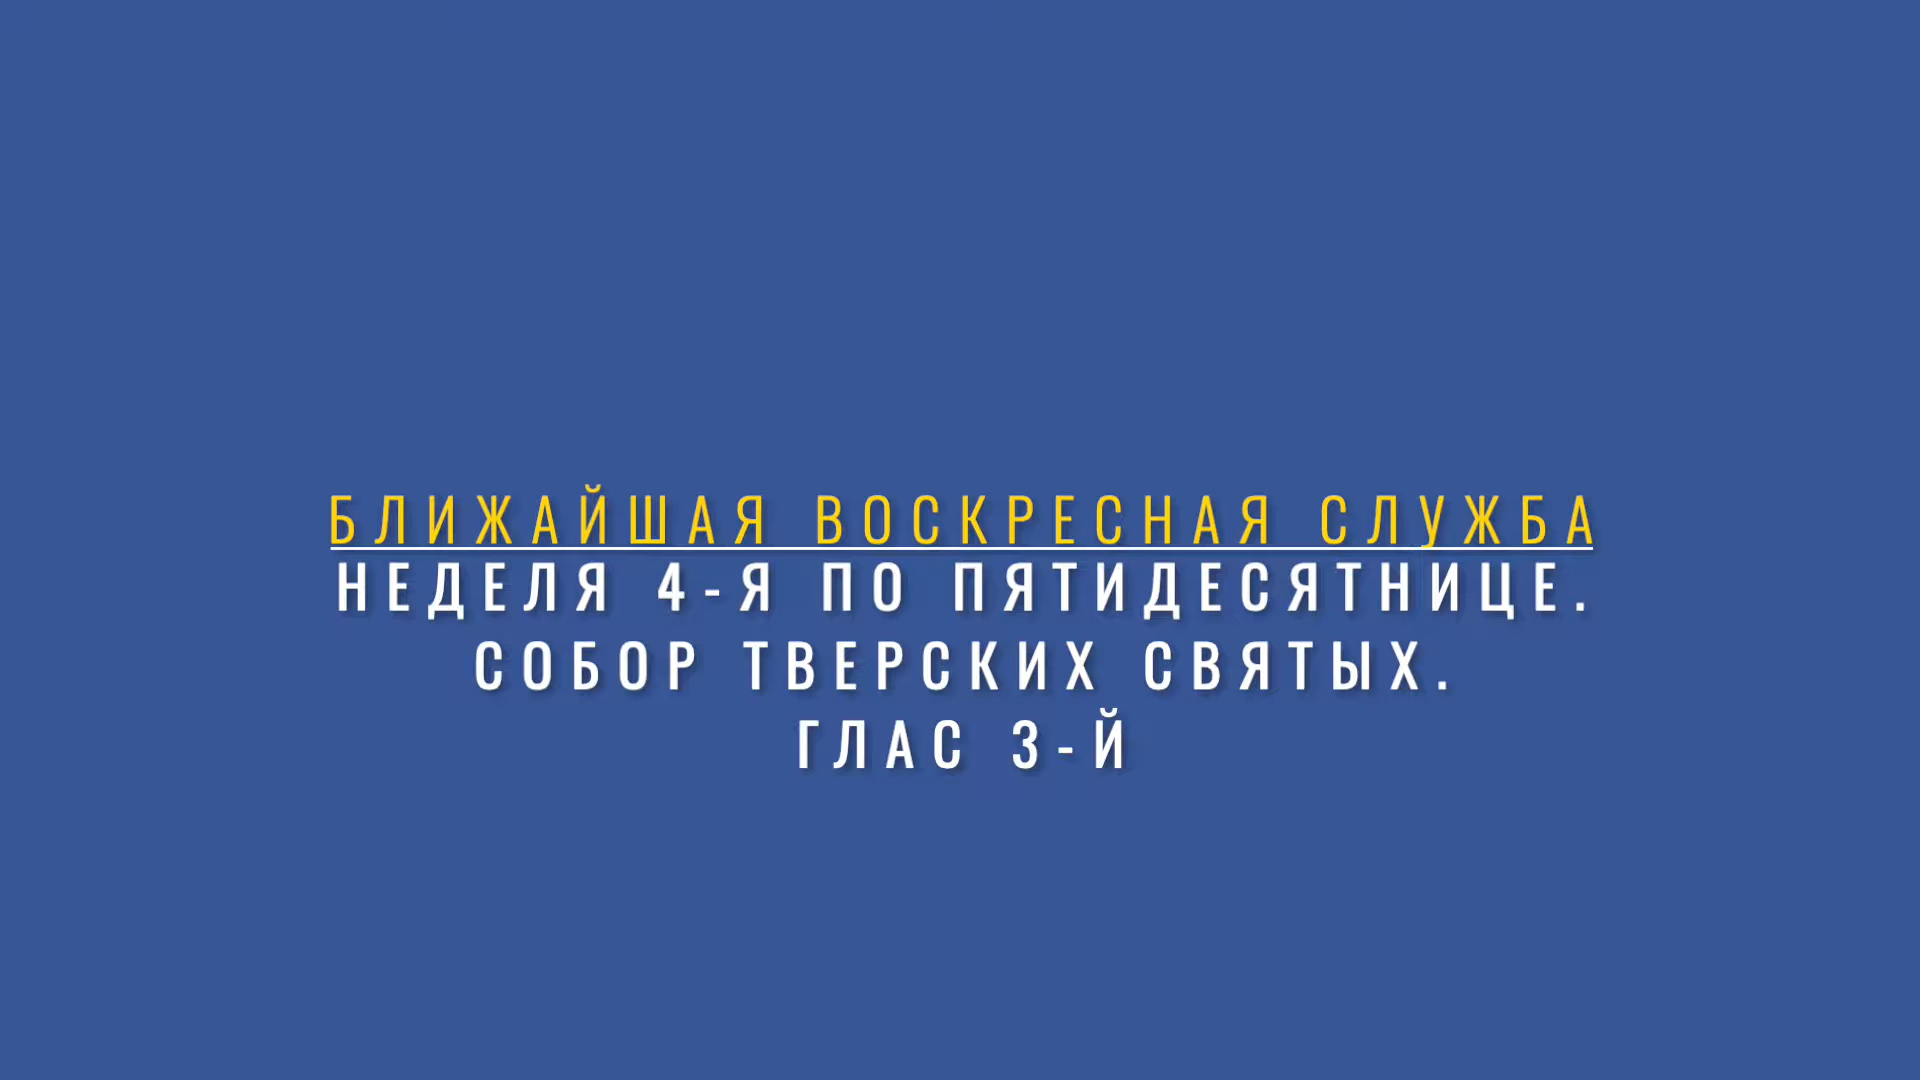 БЛИЖАЙШАЯ ВОСКРЕСНАЯ СЛУЖБА
НЕДЕЛЯ 4-Я ПО ПЯТИДЕСЯТНИЦЕ.
СОБОР ТВЕРСКИХ СВЯТЫХ.
ГЛАС 3-Й